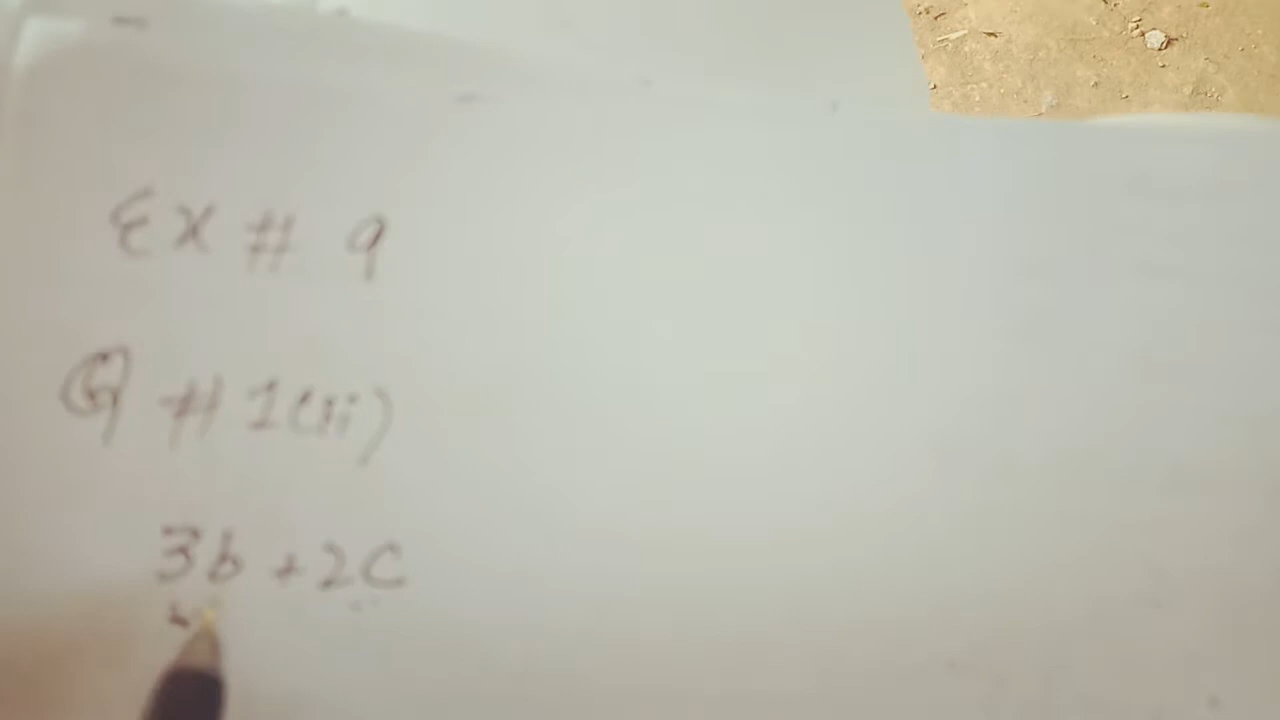 Ex # 9
Q # 1(ii)
3b + 2c